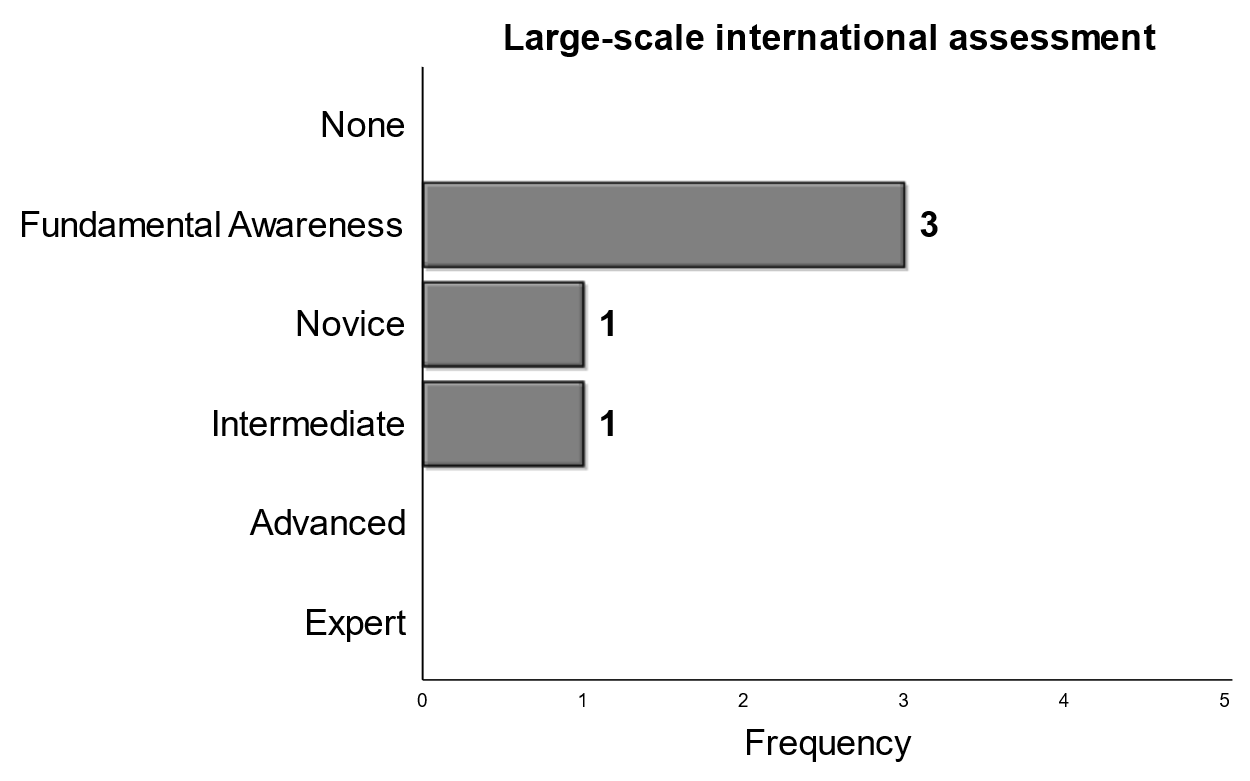 Large-scale international assessment
None
Fundamental Awareness
3
Novice
1
Intermediate
1
Advanced
Expert
0 1 2 3 4 5
Frequency